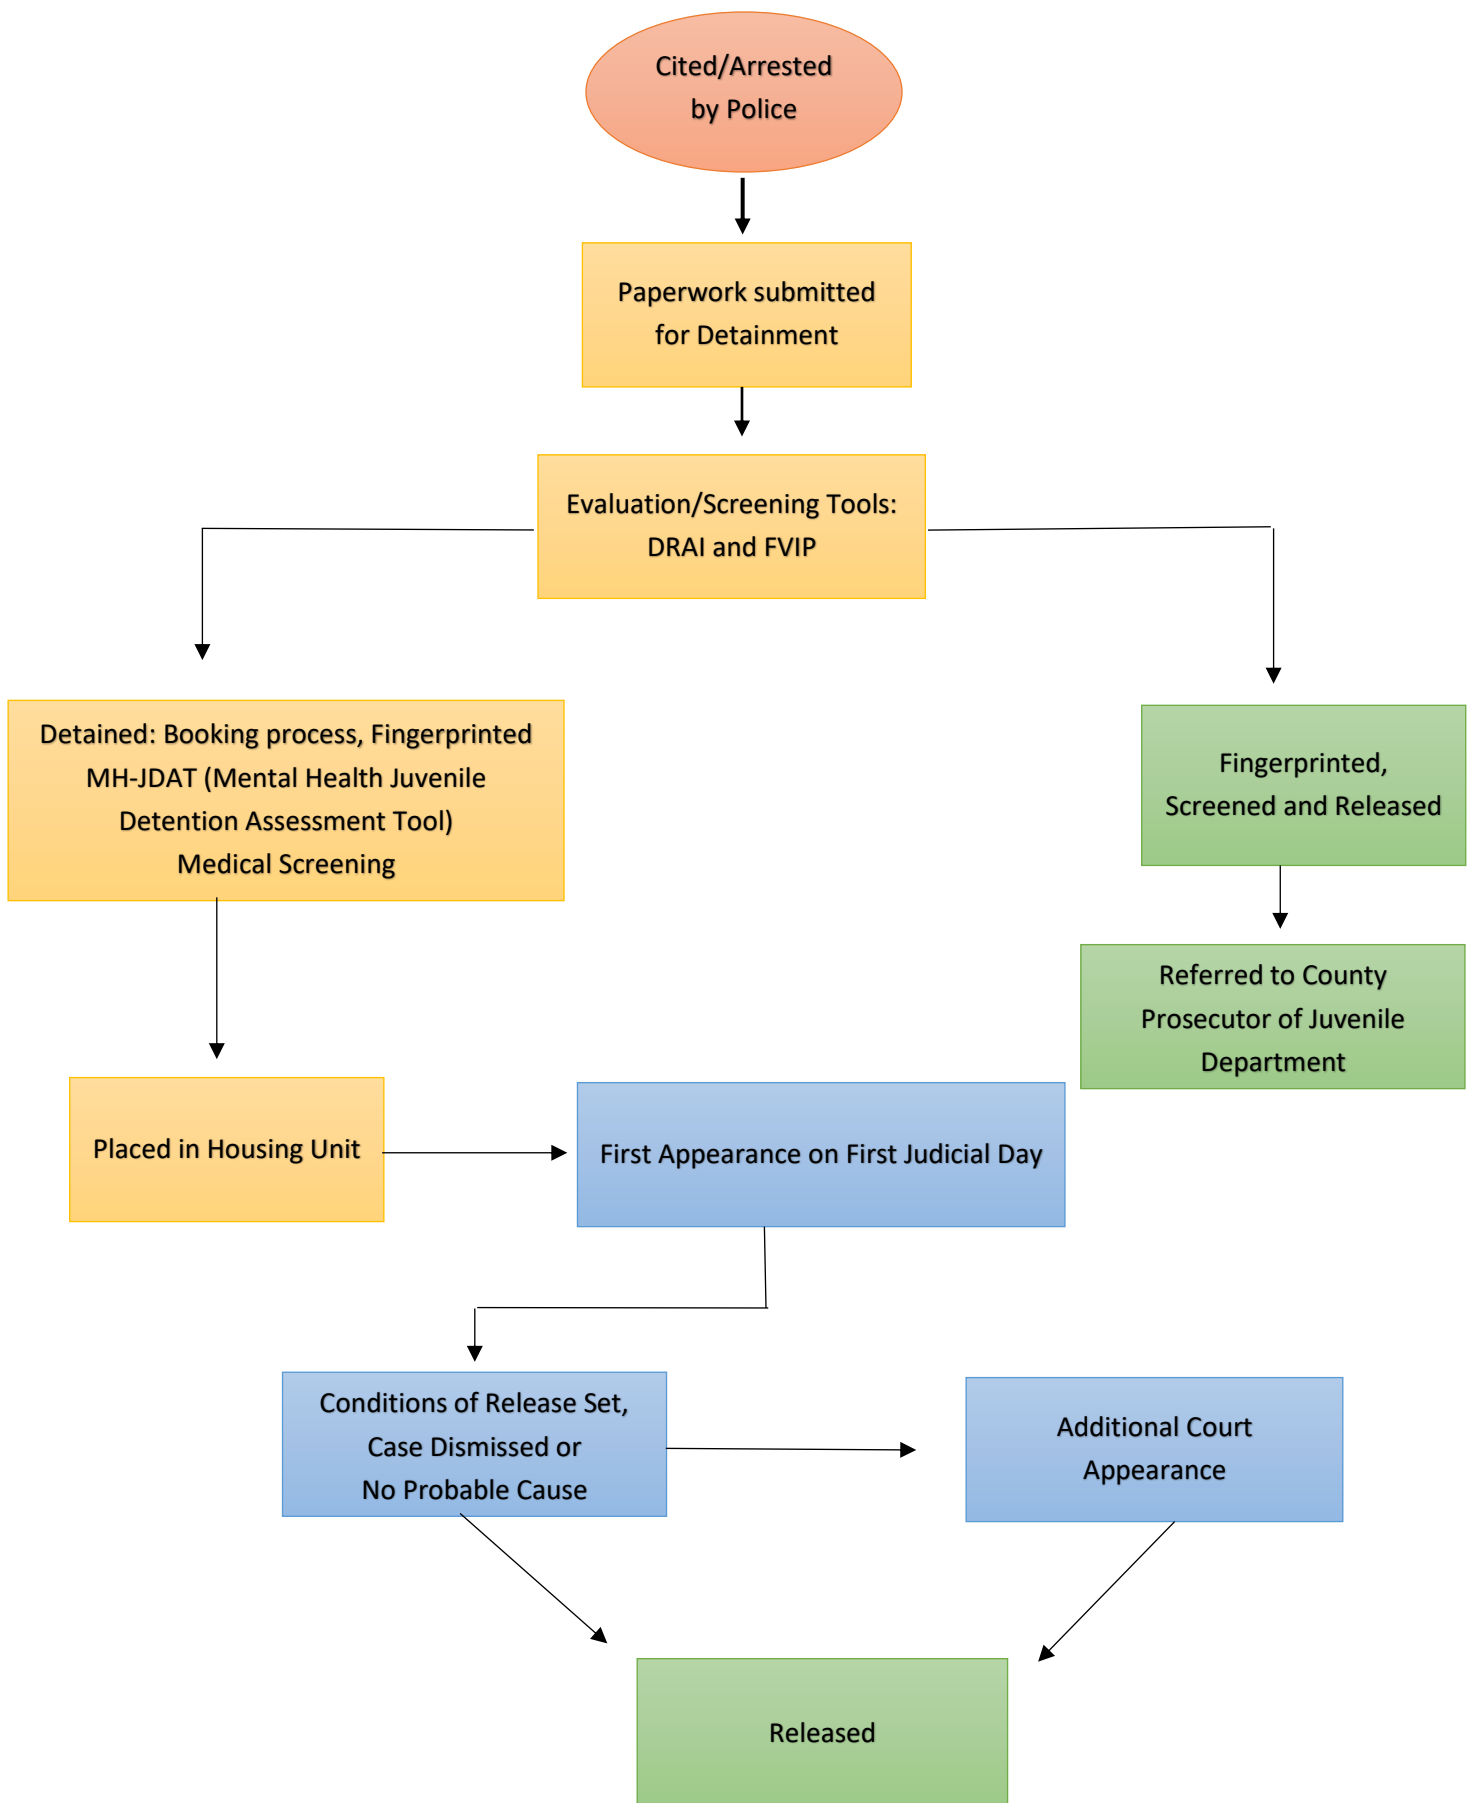 Cited/Arrested
by Police
Paperwork submitted
for Detainment
Evaluation/Screening Tools:
DRAI and FVIP
Detained: Booking process, Fingerprinted
MH-JDAT (Mental Health Juvenile
Detention Assessment Tool)
Medical Screening
Fingerprinted,
Screened and Released
Referred to County
Prosecutor of Juvenile
Department
Placed in Housing Unit
First Appearance on First Judicial Day
Conditions of Release Set,
Case Dismissed or
No Probable Cause
Additional Court
Appearance
Released